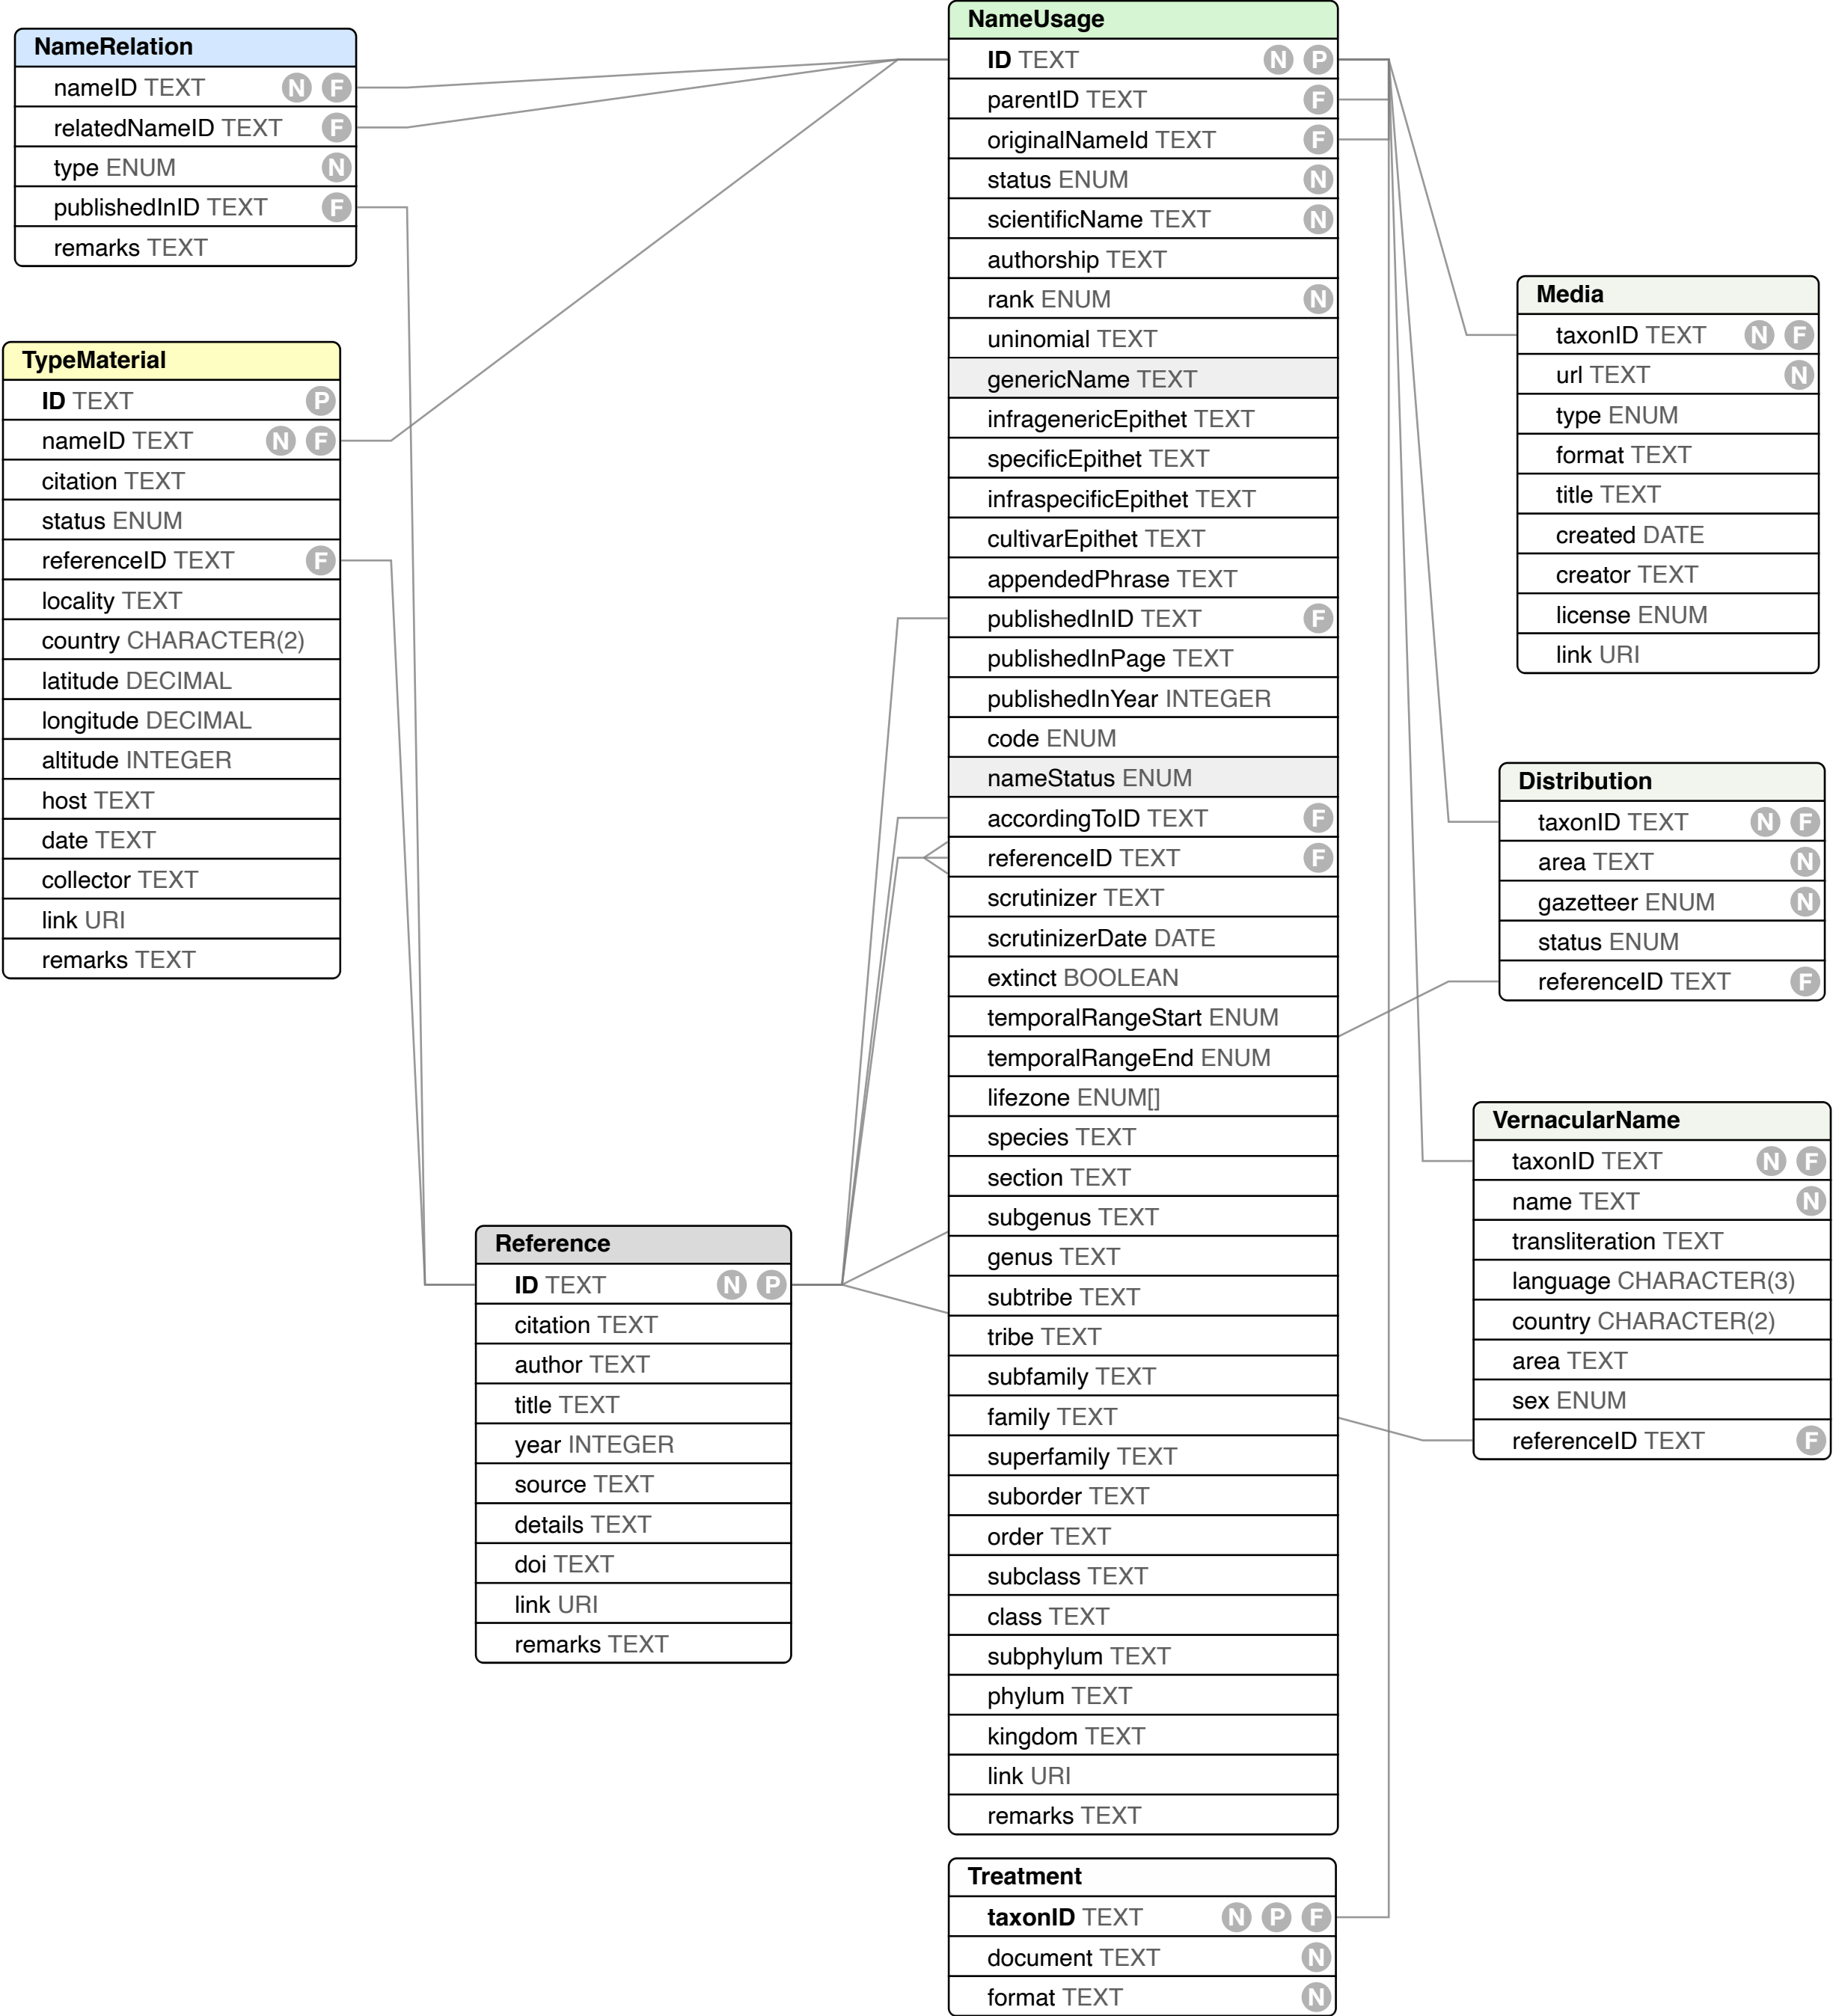 NameRelation
nameID TEXT N F
relatedNameID TEXT F
type ENUM N
publishedInID TEXT F
remarks TEXT
TypeMaterial
ID TEXT P
nameID TEXT N F
citation TEXT
status ENUM
referenceID TEXT F
locality TEXT
country CHARACTER(2)
latitude DECIMAL
longitude DECIMAL
altitude INTEGER
host TEXT
date TEXT
collector TEXT
link URI
remarks TEXT
Reference
ID TEXT N P
citation TEXT
author TEXT
title TEXT
year INTEGER
source TEXT
details TEXT
doi TEXT
link URI
remarks TEXT
NameUsage
ID TEXT N P
parentID TEXT F
originalNameId TEXT F
status ENUM N
scientificName TEXT N
authorship TEXT
rank ENUM N
uninomial TEXT
genericName TEXT
infragenericEpithet TEXT
specificEpithet TEXT
infraspecificEpithet TEXT
cultivarEpithet TEXT
appendedPhrase TEXT
publishedInID TEXT F
publishedInPage TEXT
publishedInYear INTEGER
code ENUM
nameStatus ENUM
accordingToID TEXT F
referenceID TEXT F
scrutinizer TEXT
scrutinizerDate DATE
extinct BOOLEAN
temporalRangeStart ENUM
temporalRangeEnd ENUM
lifezone ENUM[]
species TEXT
section TEXT
subgenus TEXT
genus TEXT
subtribe TEXT
tribe TEXT
subfamily TEXT
family TEXT
superfamily TEXT
suborder TEXT
order TEXT
subclass TEXT
class TEXT
subphylum TEXT
phylum TEXT
kingdom TEXT
link URI
remarks TEXT
Treatment
taxonID TEXT N P F
document TEXT N
format TEXT N
Media
taxonID TEXT N F
url TEXT N
type ENUM
format TEXT
title TEXT
created DATE
creator TEXT
license ENUM
link URI
Distribution
taxonID TEXT N F
area TEXT N
gazetteer ENUM N
status ENUM
referenceID TEXT F
VernacularName
taxonID TEXT N F
name TEXT N
transliteration TEXT
language CHARACTER(3)
country CHARACTER(2)
area TEXT
sex ENUM
referenceID TEXT F